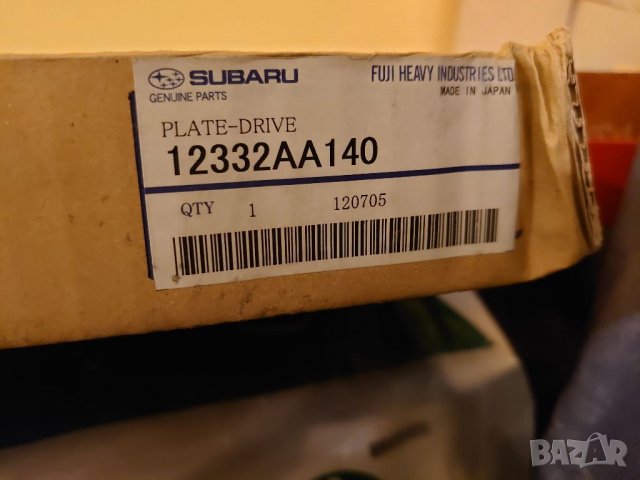 SUBARU FUJI HEAVY INDUSTRIES LTD
GENUINE PARTS MADE IN JAPAN
PLATE-DRIVE
12332AA140
QTY 1 120705
BAZAR